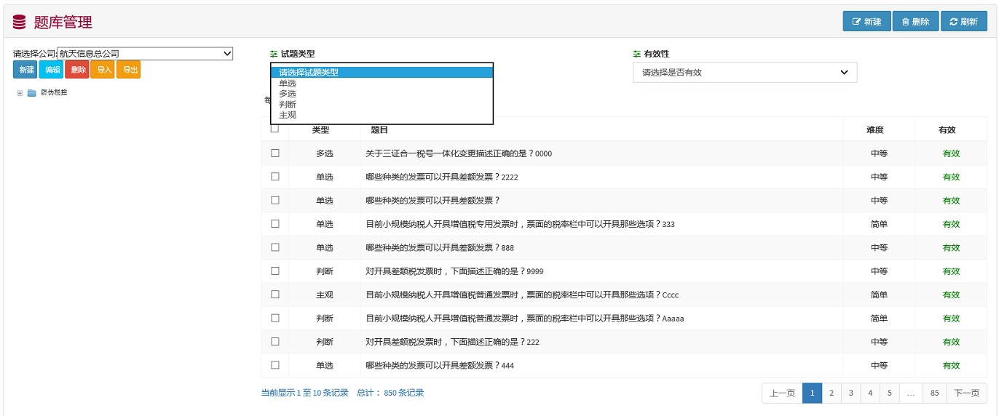 题库管理
新建 删除 刷新
请选择公司: 航天信息总公司
新建 编辑 删除 导入 导出
防伪税控
试题类型 有效性
请选择试题类型
单选
多选
判断
主观
请选择是否有效
类型 题目 难度 有效
多选 关于三证合一税号一体化变更描述正确的是？0000 中等 有效
单选 哪些种类的发票可以开具差额发票？2222 中等 有效
单选 哪些种类的发票可以开具差额发票？ 中等 有效
单选 目前小规模纳税人开具增值税专用发票时，票面的税率栏中可以开具那些选项？333 简单 有效
单选 哪些种类的发票可以开具差额发票？888 中等 有效
判断 对开具差额税发票时，下面描述正确的是？9999 中等 有效
主观 目前小规模纳税人开具增值税普通发票时，票面的税率栏中可以开具那些选项？Cccc 简单 有效
判断 目前小规模纳税人开具增值税普通发票时，票面的税率栏中可以开具那些选项？Aaaaa 简单 有效
判断 对开具差额税发票时，下面描述正确的是？222 中等 有效
单选 哪些种类的发票可以开具差额发票？444 中等 有效
当前显示 1 至 10 条记录 总计： 850 条记录
上一页 1 2 3 4 5 … 85 下一页